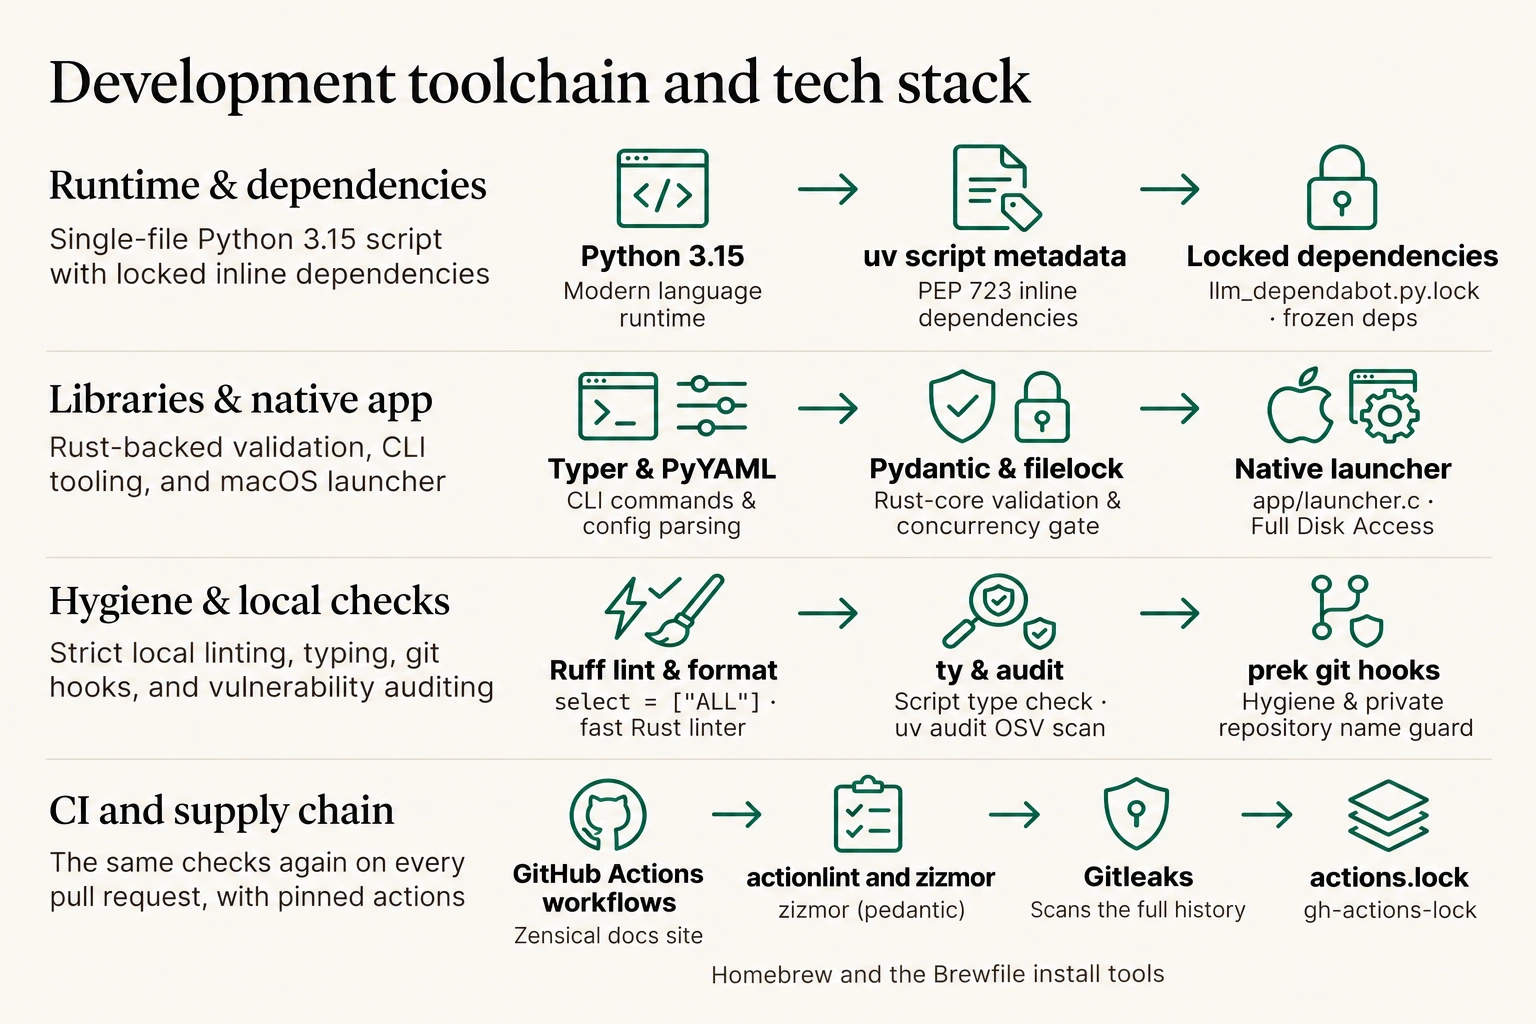 Development toolchain and tech stack
Runtime & dependencies
Single-file Python 3.15 script
with locked inline dependencies
Python 3.15
Modern language
runtime
uv script metadata
PEP 723 inline
dependencies
Locked dependencies
llm_dependabot.py.lock
· frozen deps
Libraries & native app
Rust-backed validation, CLI
tooling, and macOS launcher
Typer & PyYAML
CLI commands &
config parsing
Pydantic & filelock
Rust-core validation &
concurrency gate
Native launcher
app/launcher.c ·
Full Disk Access
Hygiene & local checks
Strict local linting, typing, git
hooks, and vulnerability auditing
Ruff lint & format
select = ["ALL"] ·
fast Rust linter
ty & audit
Script type check ·
uv audit OSV scan
prek git hooks
Hygiene & private
repository name guard
CI and supply chain
The same checks again on every
pull request, with pinned actions
GitHub Actions
workflows
Zensical docs site
actionlint and zizmor
zizmor (pedantic)
Gitleaks
Scans the full history
actions.lock
gh-actions-lock
Homebrew and the Brewfile install tools